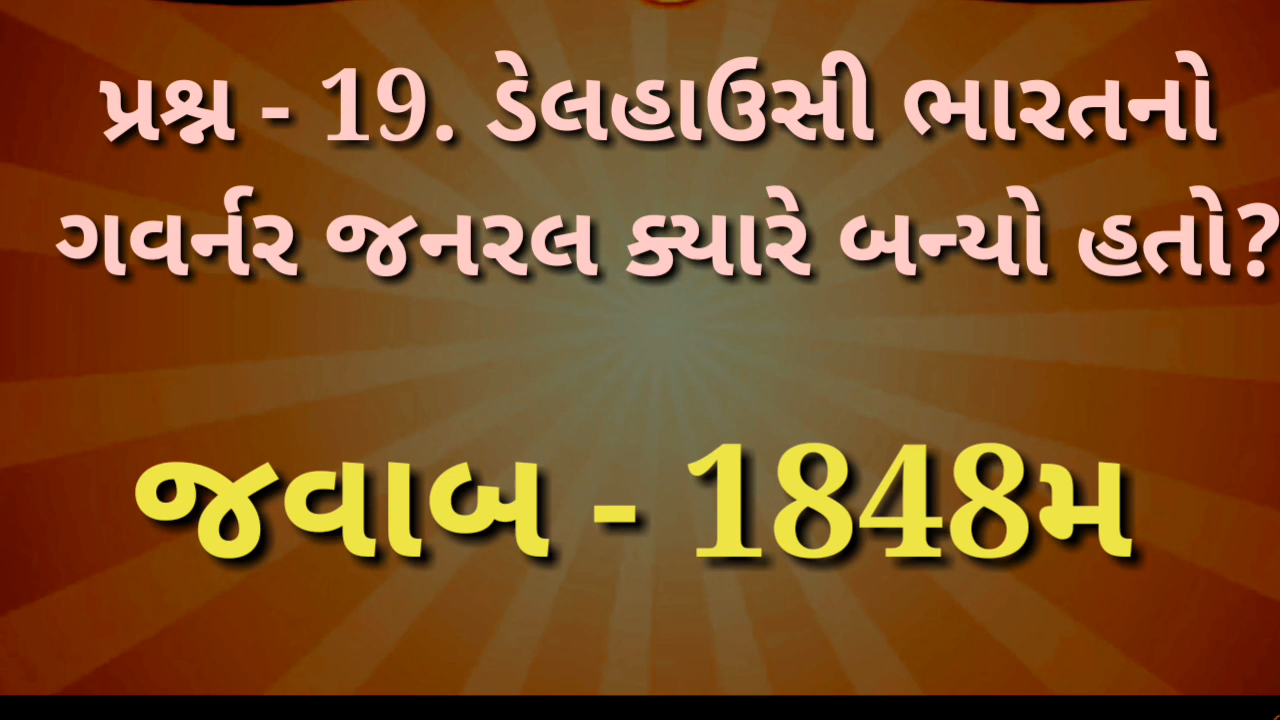 પ્રશ્ન - 19. ડેલહાઉસી ભારતનો
ગવર્નર જનરલ ક્યારે બન્યો હતો?
જવાબ - 1848મ